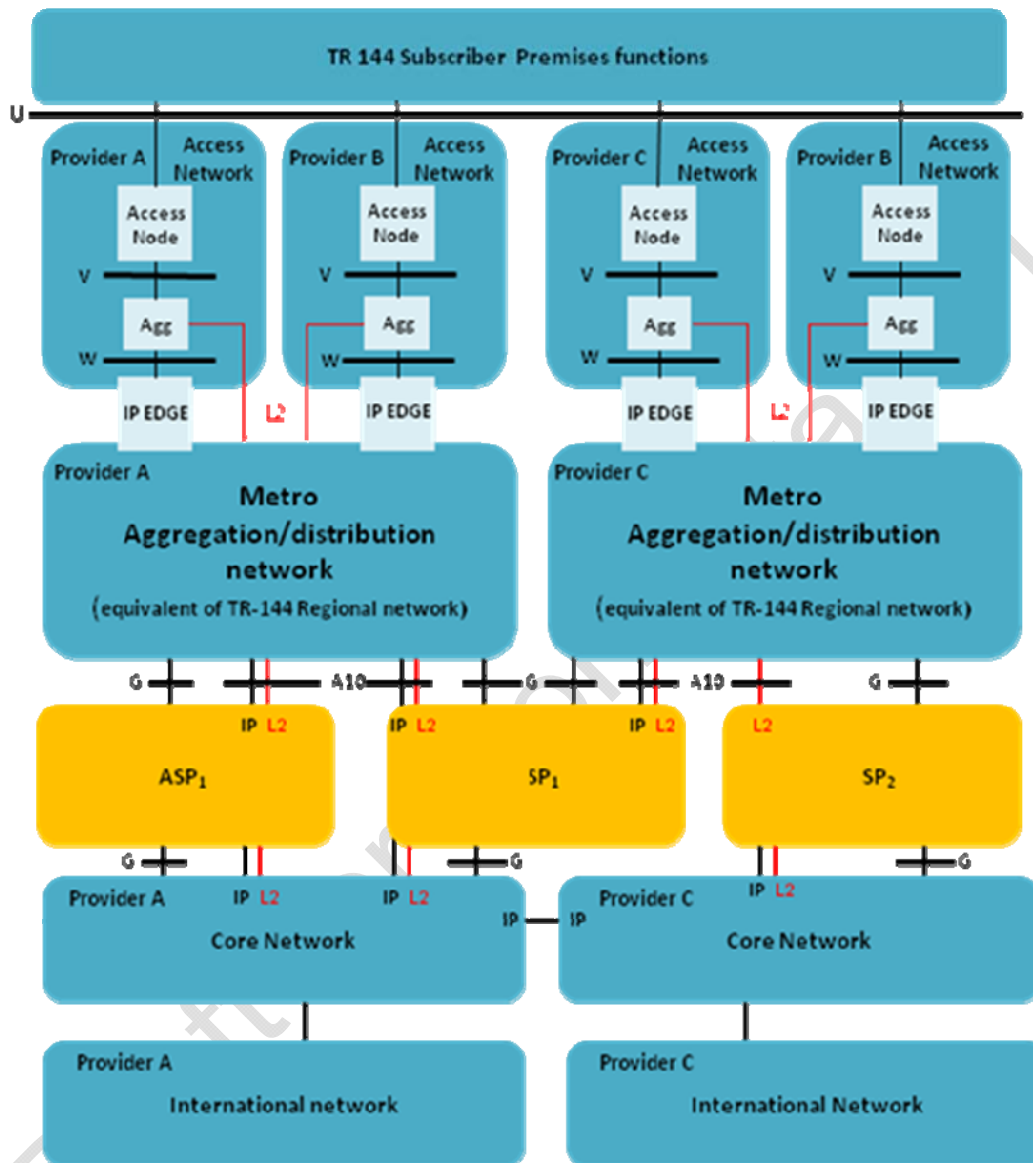 TR 144 Subscriber Premises functions
U
Provider A
Access
Network
Provider B
Access
Network
Provider C
Access
Network
Provider B
Access
Network
Access
Node
Access
Node
Access
Node
Access
Node
V
V
V
V
Agg
Agg
Agg
Agg
W
W
W
W
IP EDGE
L2
IP EDGE
IP EDGE
L2
IP EDGE
Provider A
Metro
Aggregation/distribution
network
(equivalent of TR-144 Regional network)
Provider C
Metro
Aggregation/distribution
network
(equivalent of TR-144 Regional network)
G
A10
G
A10
G
IP L2
IP L2
IP L2
L2
ASP₁
SP₁
SP₂
G
G
G
Provider A
IP L2
IP L2
IP
Core Network
IP
Provider C
IP L2
Core Network
Provider A
International network
Provider C
International Network